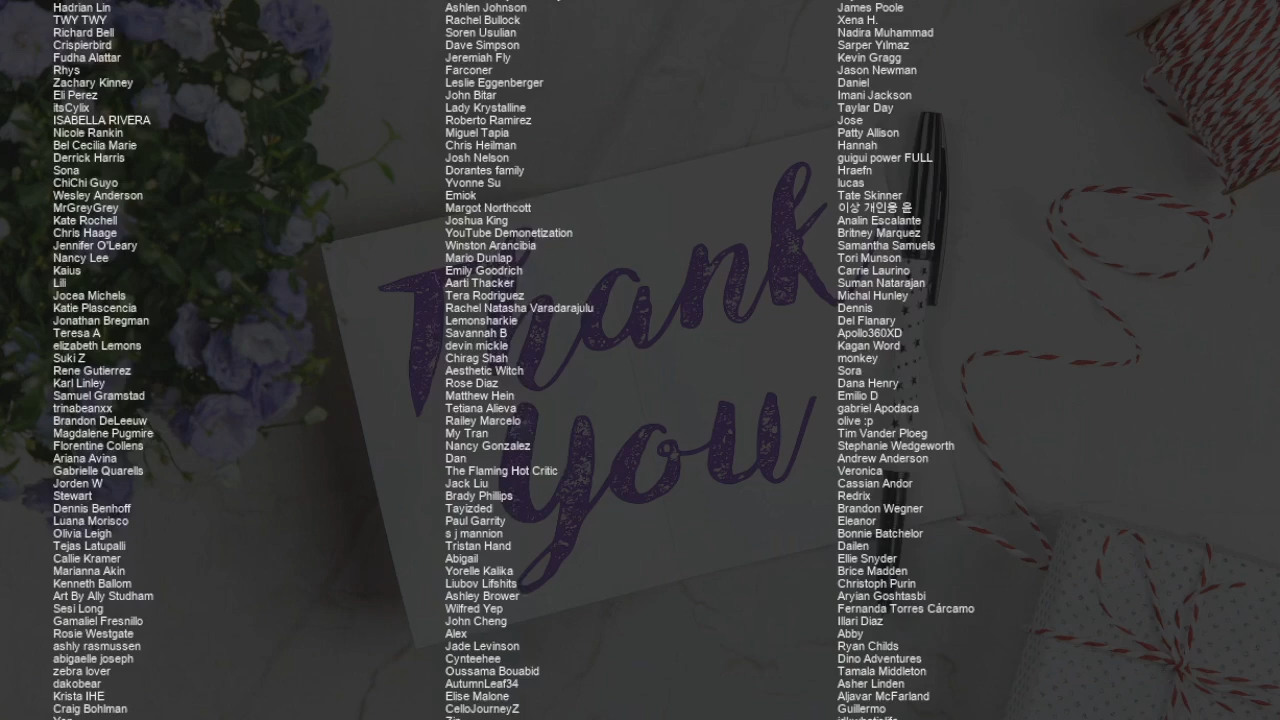 Hadrian Lin
TWY TWY
Richard Bell
Crispierbird
Fudha Alattar
Rhys
Zachary Kinney
Eli Perez
itsCylix
ISABELLA RIVERA
Nicole Rankin
Bel Cecilia Marie
Derrick Harris
Sona
ChiChi Guyo
Wesley Anderson
MrGreyGrey
Kate Rochell
Chris Haage
Jennifer O'Leary
Nancy Lee
Kaius
Lili
Jocea Michels
Katie Plascencia
Jonathan Bregman
Teresa A
elizabeth Lemons
Suki Z
Rene Gutierrez
Karl Linley
Samuel Gramstad
trinabeanxx
Brandon DeLeeuw
Magdalene Pugmire
Florentine Collens
Ariana Avina
Gabrielle Quarells
Jorden W
Stewart
Dennis Benhoff
Luana Morisco
Olivia Leigh
Tejas Latupalli
Callie Kramer
Marianna Akin
Kenneth Ballom
Art By Ally Studham
Sesi Long
Gamaliel Fresnillo
Rosie Westgate
ashly rasmussen
abigaelle joseph
zebra lover
dakobear
Krista IHE
Craig Bohlman
Ashlen Johnson
Rachel Bullock
Soren Usulian
Dave Simpson
Jeremiah Fly
Farconer
Leslie Eggenberger
John Bitar
Lady Krystalline
Roberto Ramirez
Miguel Tapia
Chris Heilman
Josh Nelson
Dorantes family
Yvonne Su
Emiok
Margot Northcott
Joshua King
YouTube Demonetization
Winston Arancibia
Mario Dunlap
Emily Goodrich
Aarti Thacker
Tera Rodriguez
Rachel Natasha Varadarajulu
Lemonsharkie
Savannah B
devin mickle
Chirag Shah
Aesthetic Witch
Rose Diaz
Matthew Hein
Tetiana Alieva
Railey Marcelo
My Tran
Nancy Gonzalez
Dan
The Flaming Hot Critic
Jack Liu
Brady Phillips
Tayizded
Paul Garrity
s j mannion
Tristan Hand
Abigail
Yorelle Kalika
Liubov Lifshits
Ashley Brower
Wilfred Yep
John Cheng
Alex
Jade Levinson
Cynteehee
Oussama Bouabid
AutumnLeaf34
Elise Malone
CelloJourneyZ
James Poole
Xena H.
Nadira Muhammad
Sarper Yılmaz
Kevin Gragg
Jason Newman
Daniel
Imani Jackson
Taylar Day
Jose
Patty Allison
Hannah
guigui power FULL
Hraefn
lucas
Tate Skinner
이상 개인용 윤
Analin Escalante
Britney Marquez
Samantha Samuels
Tori Munson
Carrie Laurino
Suman Natarajan
Michal Hunley
Dennis
Del Flanary
Apollo360XD
Kagan Word
monkey
Sora
Dana Henry
Emilio D
gabriel Apodaca
olive :p
Tim Vander Ploeg
Stephanie Wedgeworth
Andrew Anderson
Veronica
Cassian Andor
Redrix
Brandon Wegner
Eleanor
Bonnie Batchelor
Dailen
Ellie Snyder
Brice Madden
Christoph Purin
Aryian Goshtasbi
Fernanda Torres Cárcamo
Illari Diaz
Abby
Ryan Childs
Dino Adventures
Tamala Middleton
Asher Linden
Aljavar McFarland
Guillermo
Thank
you